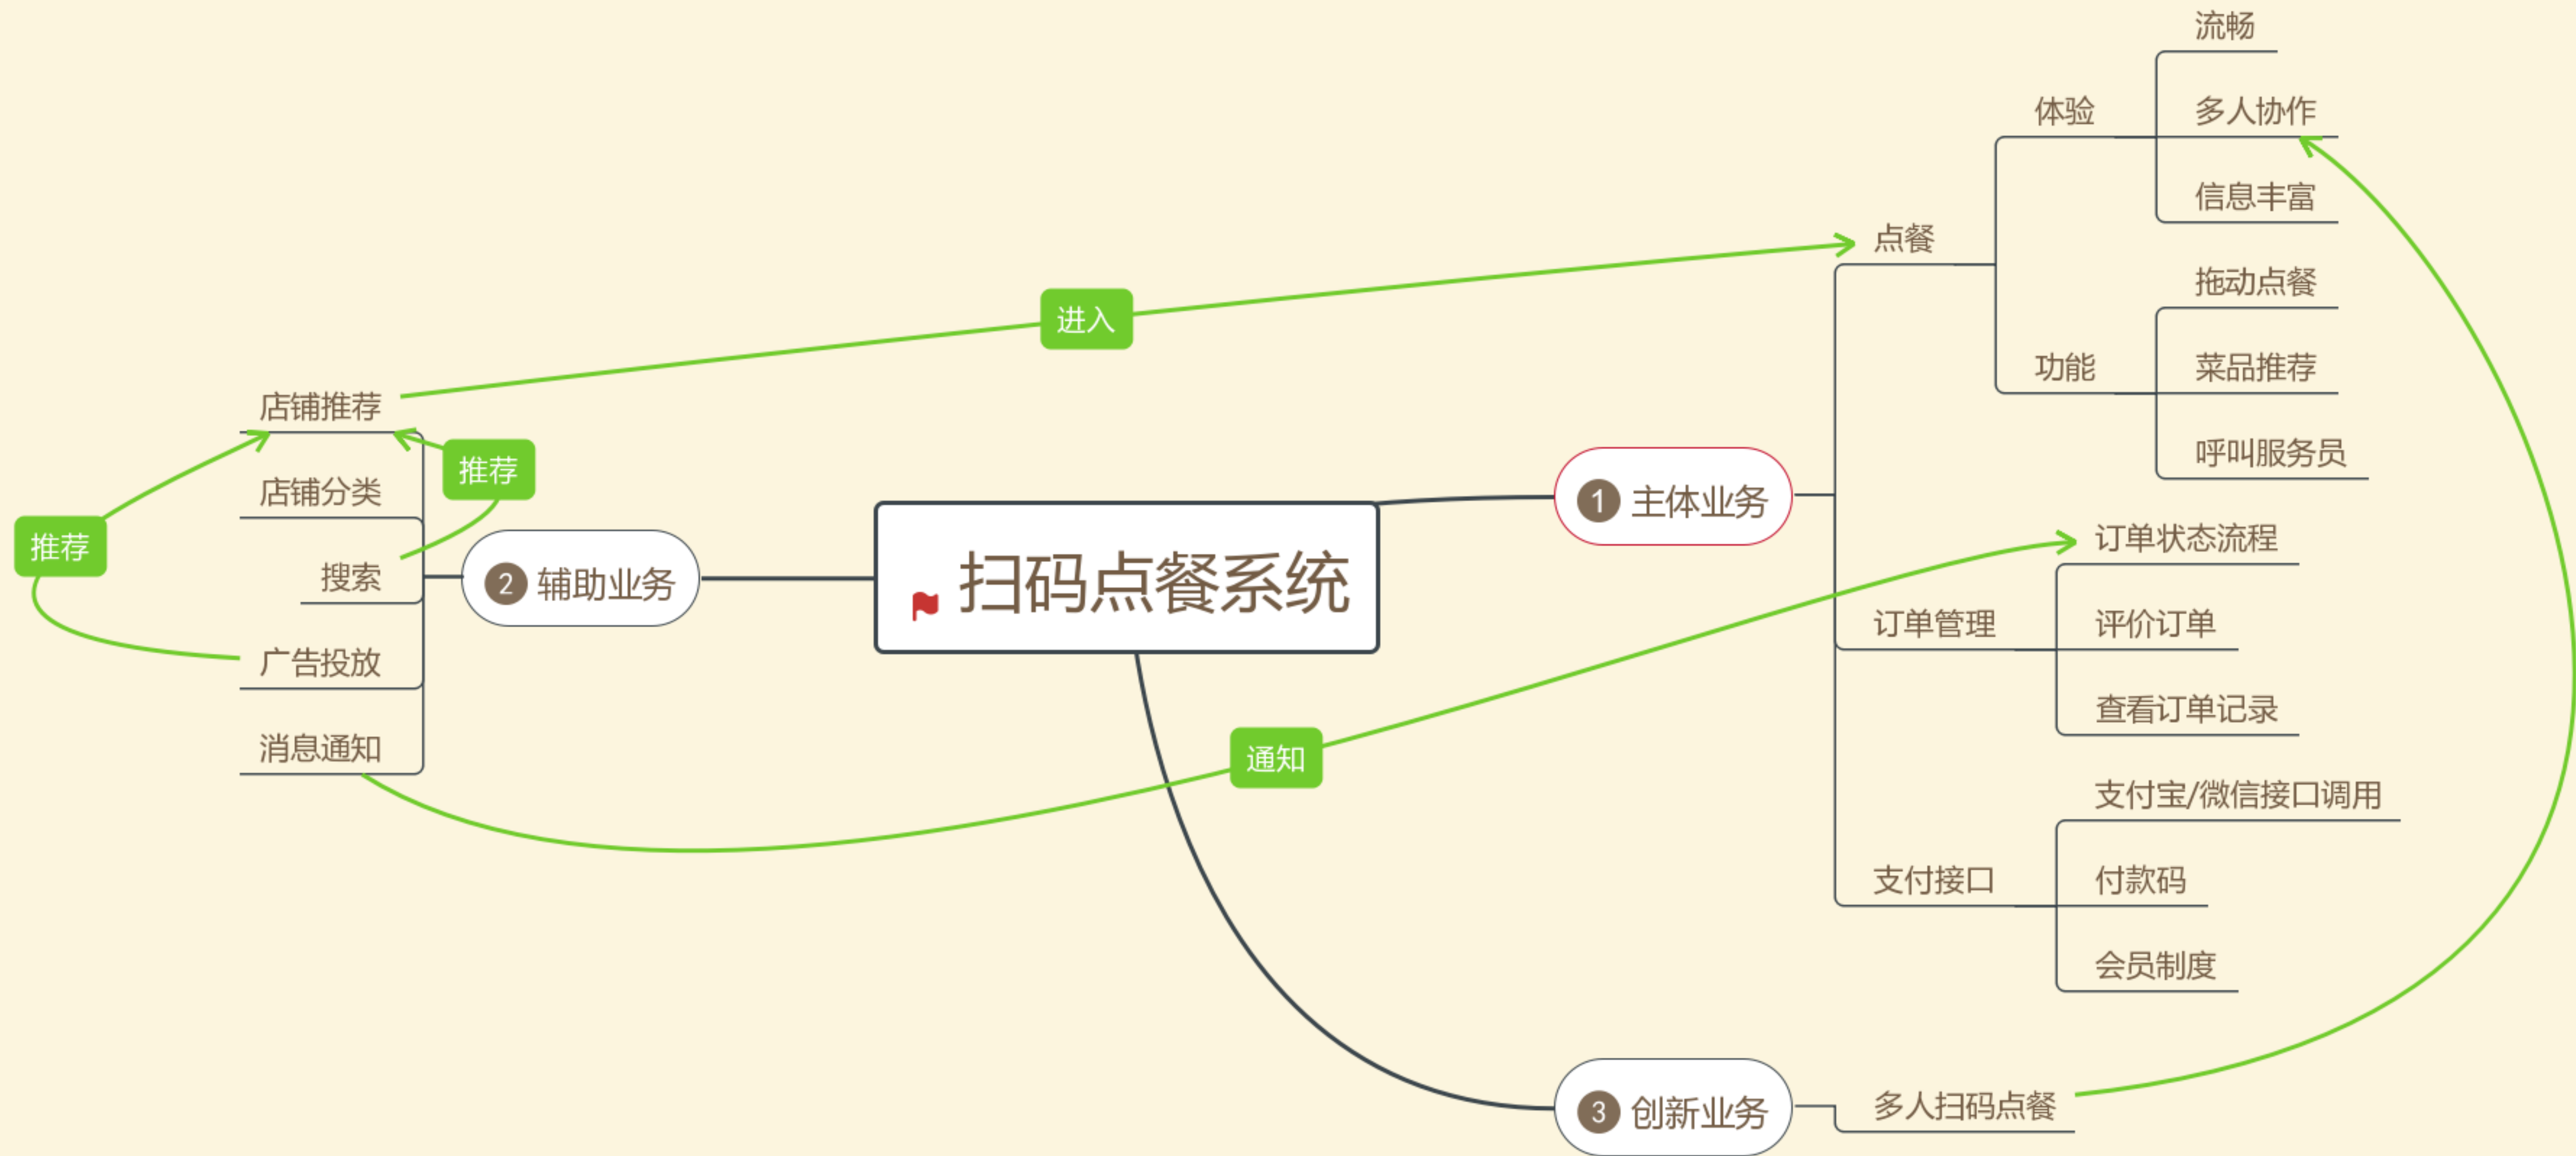 扫码点餐系统
1 主体业务
点餐
体验
流畅
多人协作
信息丰富
功能
拖动点餐
菜品推荐
呼叫服务员
订单管理
订单状态流程
评价订单
查看订单记录
支付接口
支付宝/微信接口调用
付款码
会员制度
2 辅助业务
店铺推荐
店铺分类
搜索
广告投放
消息通知
3 创新业务
多人扫码点餐
进入
推荐
推荐
通知